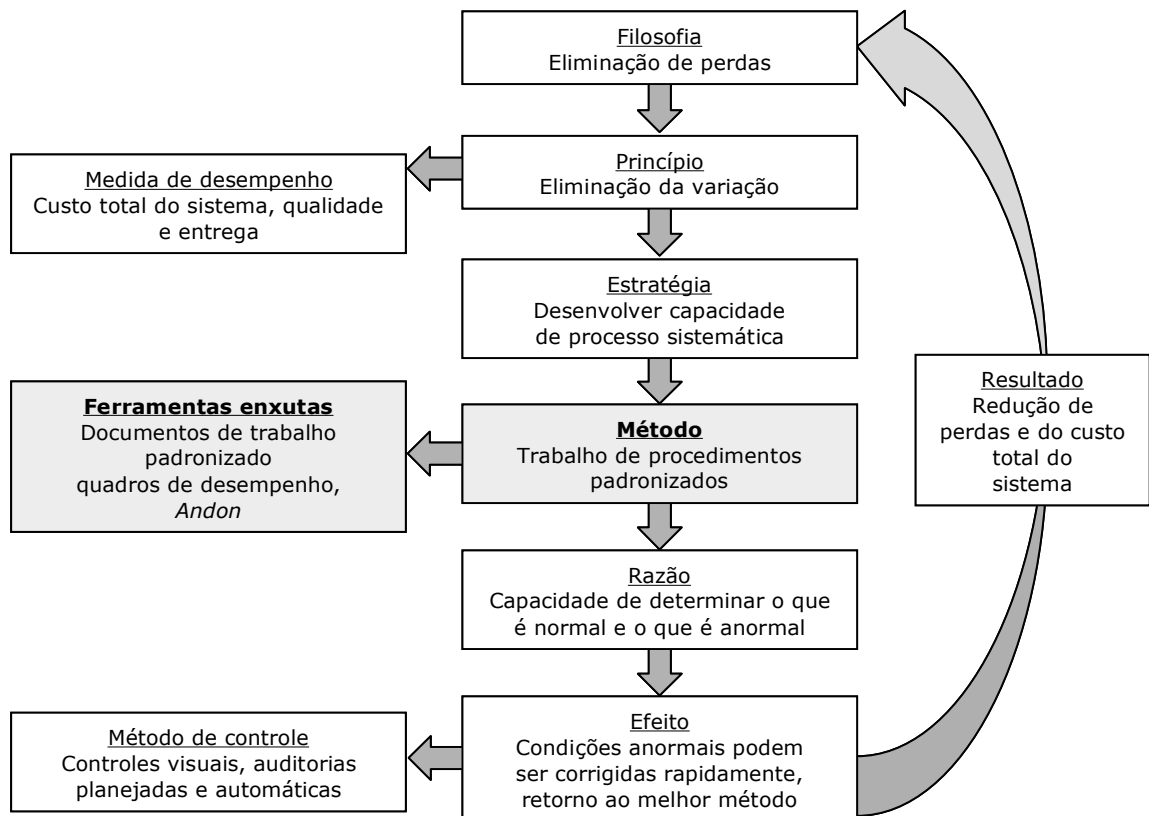 Filosofia
Eliminação de perdas
Princípio
Eliminação da variação
Medida de desempenho
Custo total do sistema, qualidade
e entrega
Estratégia
Desenvolver capacidade
de processo sistemática
Ferramentas enxutas
Documentos de trabalho
padronizado
quadros de desempenho,
Andon
Método
Trabalho de procedimentos
padronizados
Resultado
Redução de
perdas e do custo
total do
sistema
Razão
Capacidade de determinar o que
é normal e o que é anormal
Método de controle
Controles visuais, auditorias
planejadas e automáticas
Efeito
Condições anormais podem
ser corrigidas rapidamente,
retorno ao melhor método